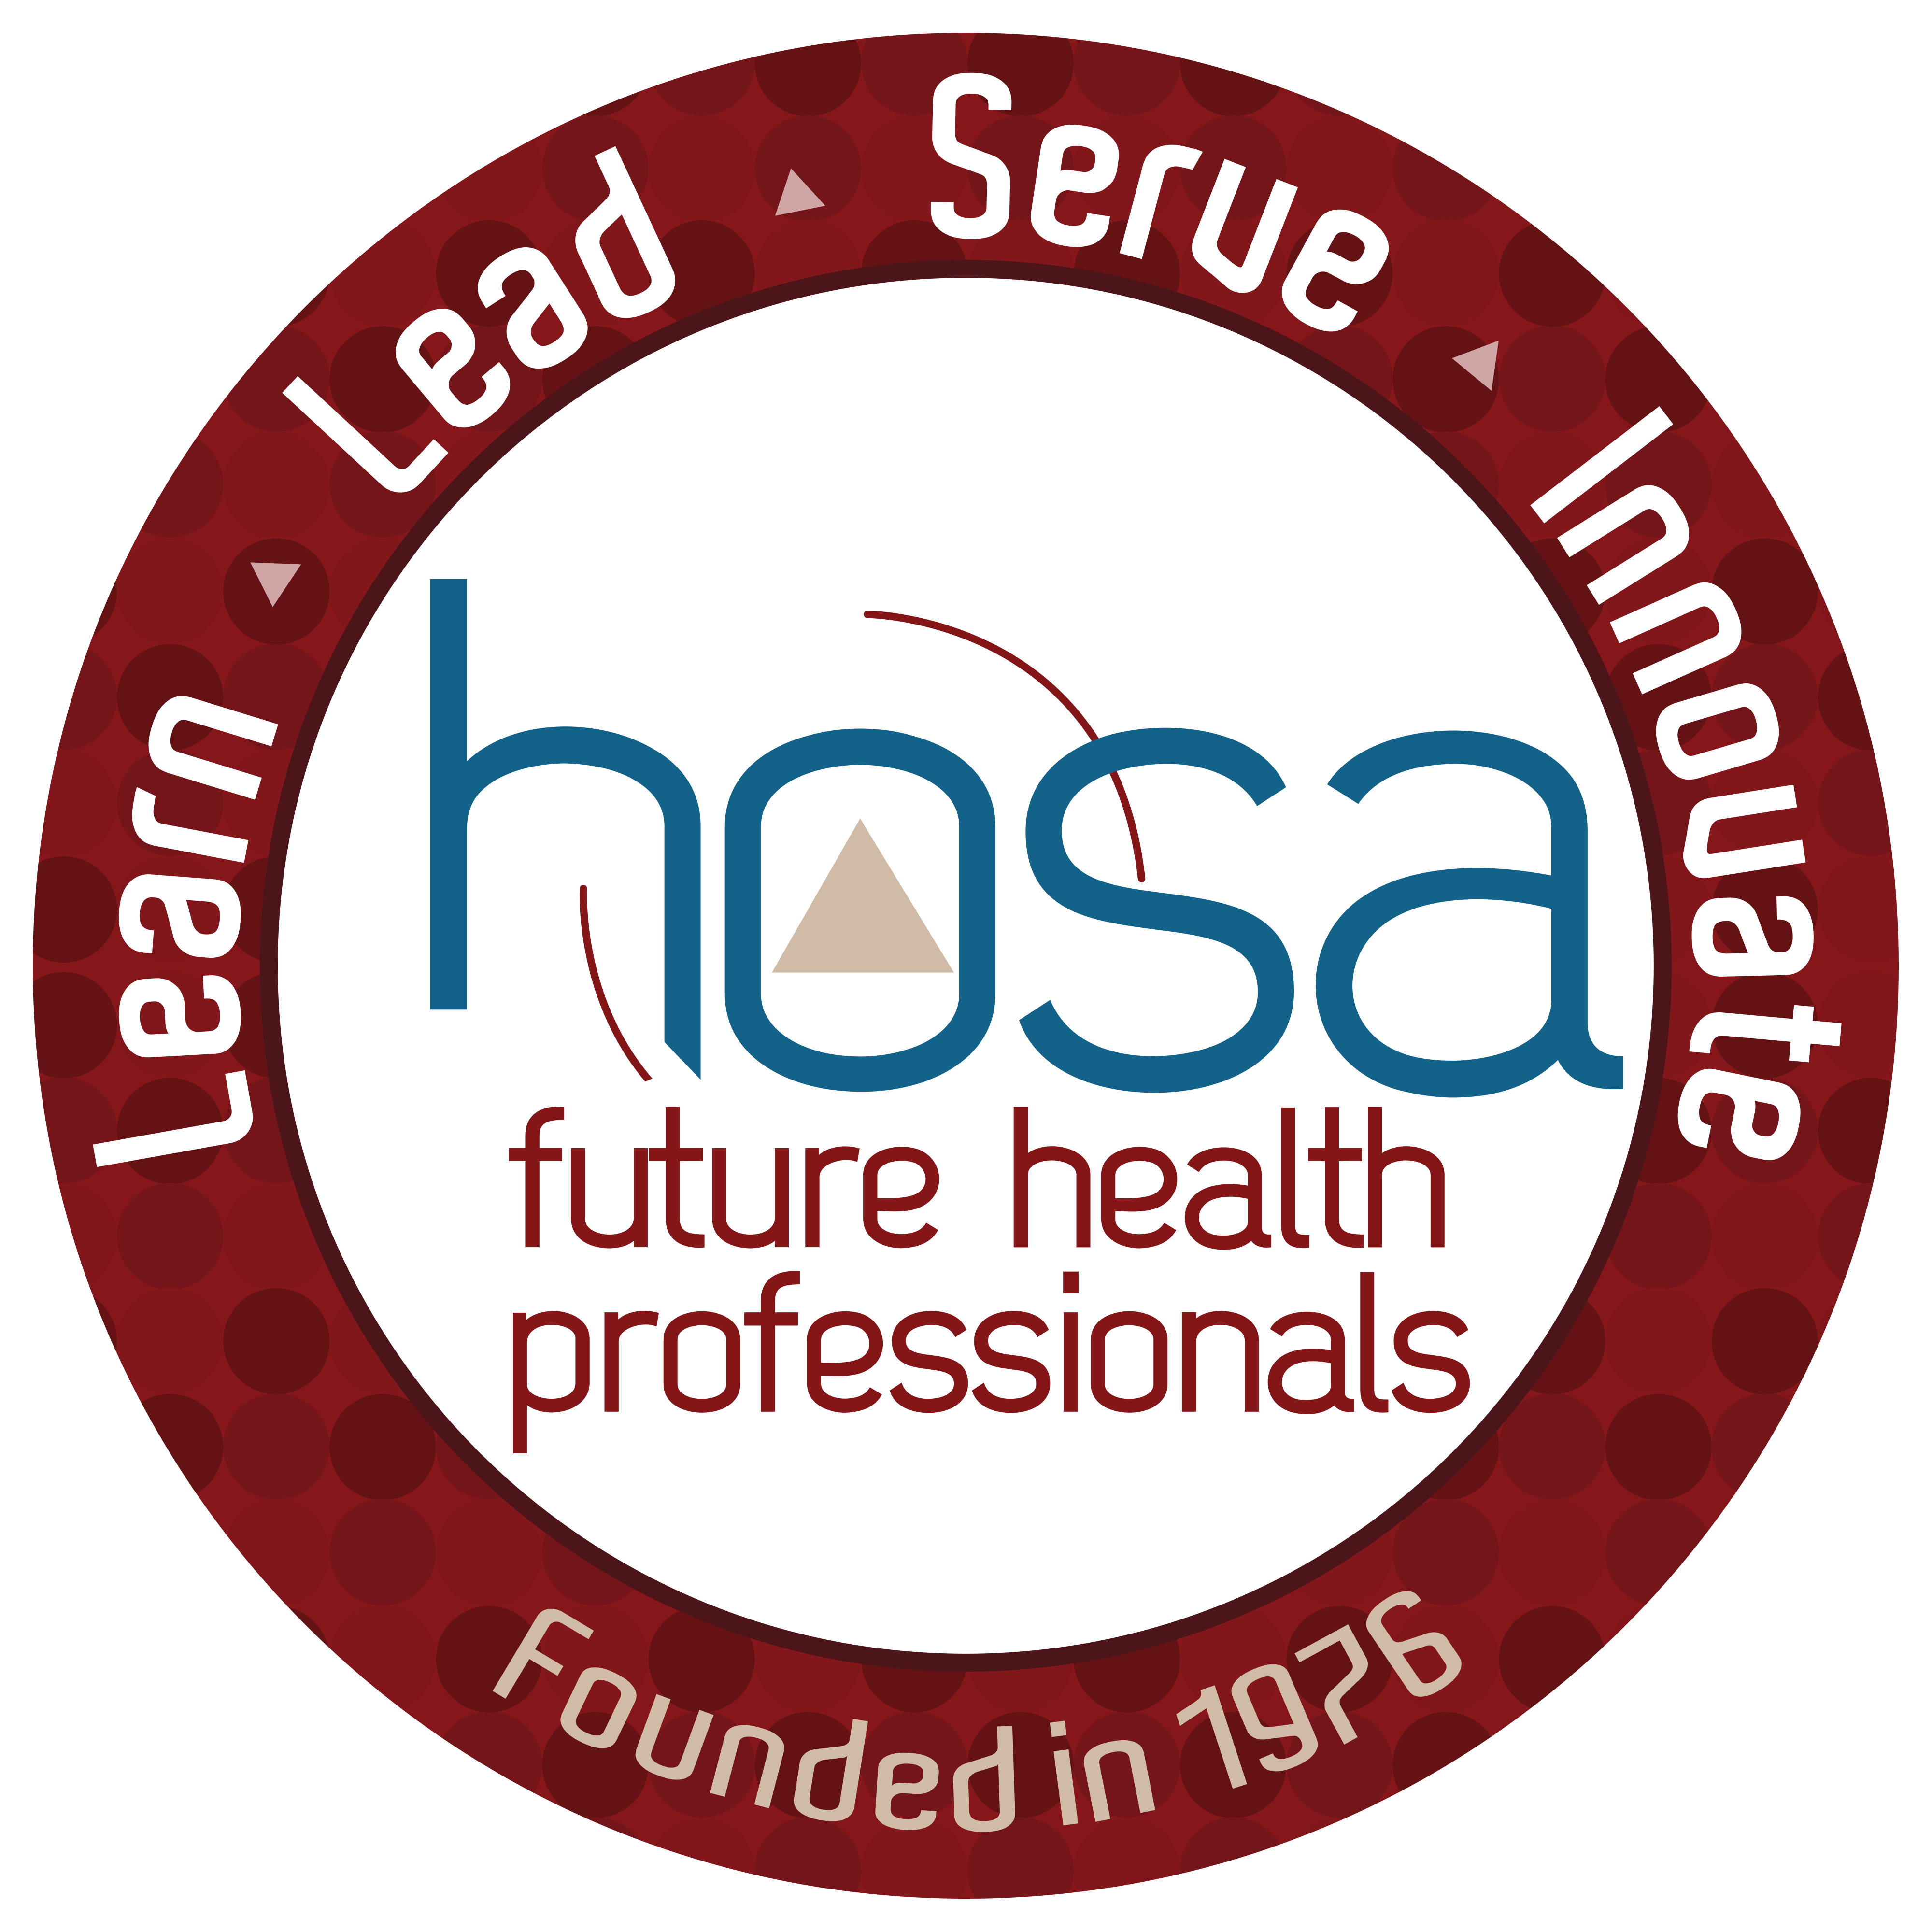 Learn Lead Serve Innovate
hosa
future health
professionals
Founded in 1976